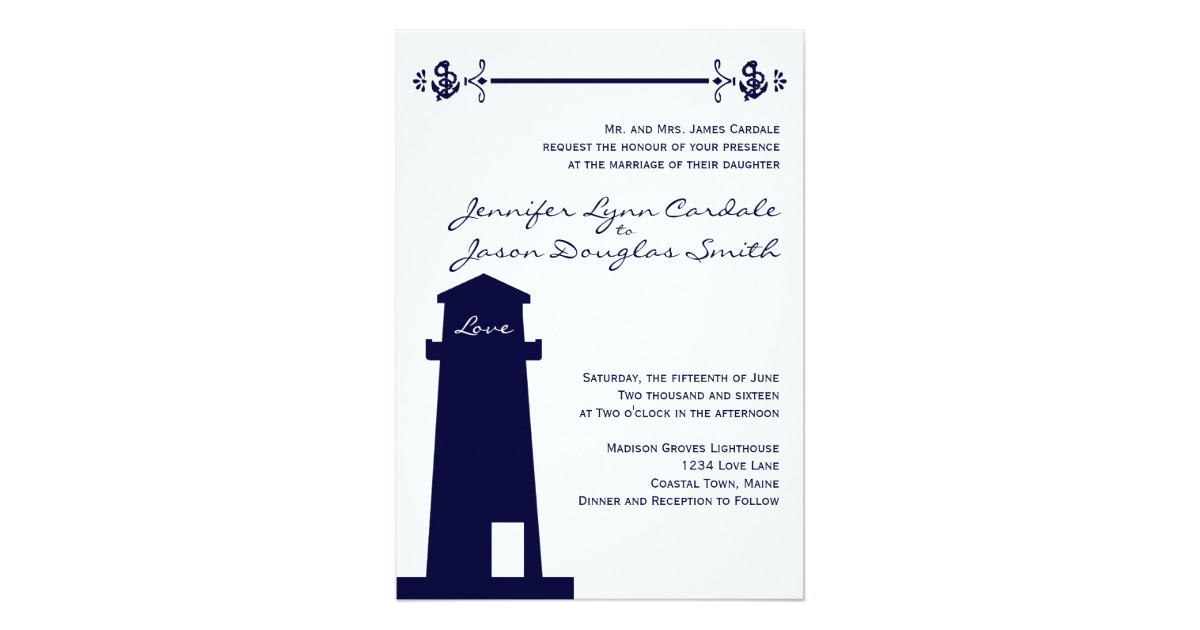 Mr. and Mrs. James Cardale
request the honour of your presence
at the marriage of their daughter
Jennifer Lynn Cardale
to
Jason Douglas Smith
Love
Saturday, the fifteenth of June
Two thousand and sixteen
at Two o'clock in the afternoon
Madison Groves Lighthouse
1234 Love Lane
Coastal Town, Maine
Dinner and Reception to Follow